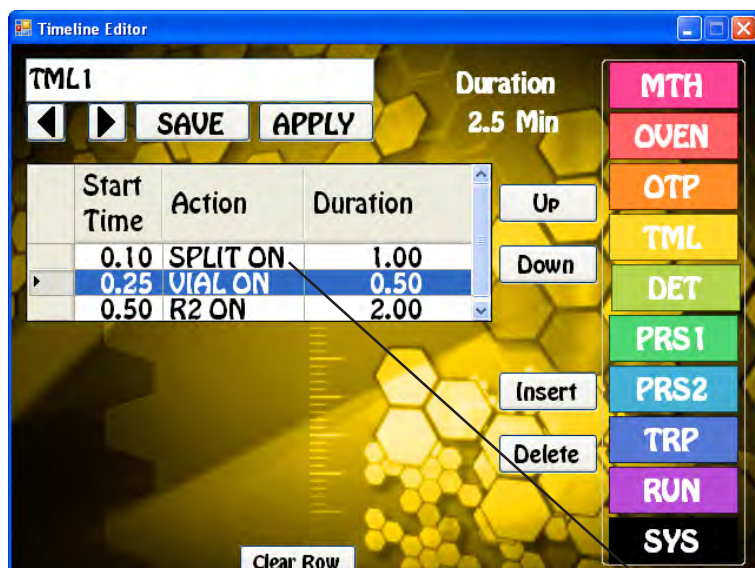 Timeline Editor
TML1
SAVE APPLY
Duration
2.5 Min
Start Time Action Duration
0.10 SPLIT ON 1.00
0.25 VIAL ON 0.50
0.50 R2 ON 2.00
Up
Down
Insert
Delete
Clear Row
MTH
OVEN
OTP
TML
DET
PRS1
PRS2
TRP
RUN
SYS